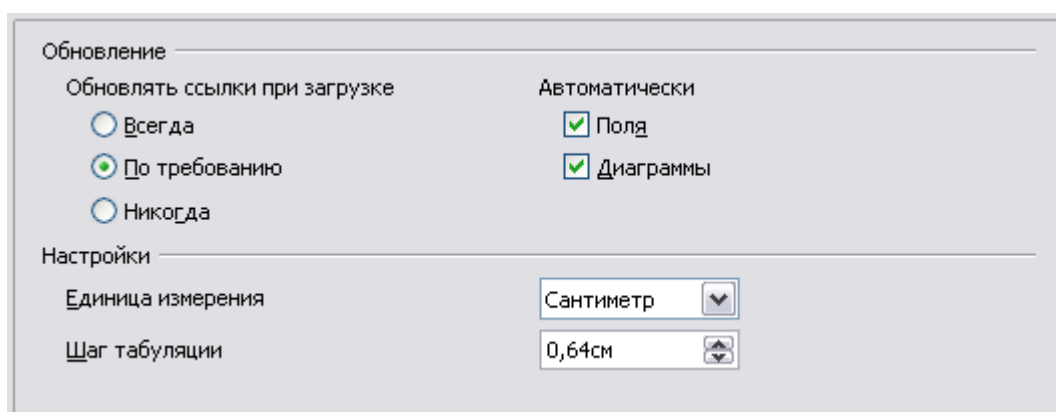 Обновление
Обновлять ссылки при загрузке
Всегда
По требованию
Никогда
Автоматически
Поля
Диаграммы
Настройки
Единица измерения
Сантиметр
Шаг табуляции
0,64см